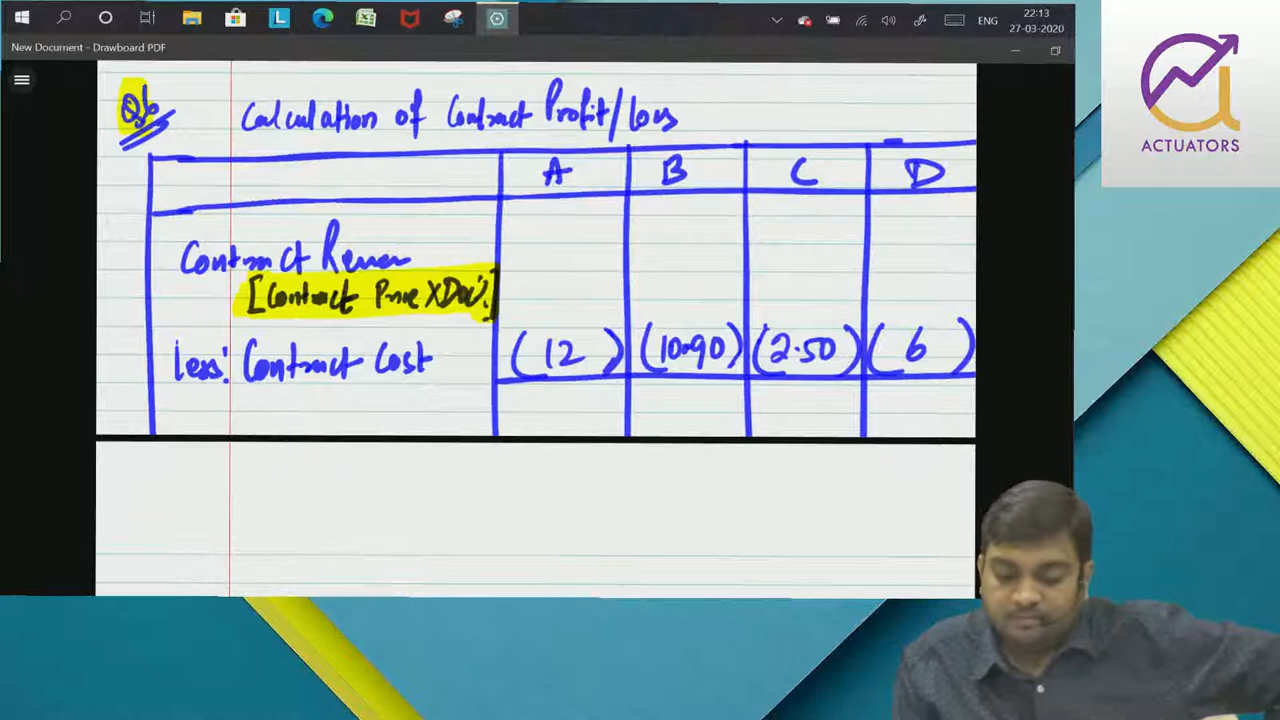 22:13
ENG
27-03-2020
New Document - Drawboard PDF
ACTUATORS
Q6 Calculation of Contract Profit/Loss
A B C D
Contract Revenue
[Contract Price X DOC%]
Less: Contract Cost (12) (10.90) (2.50) (6)